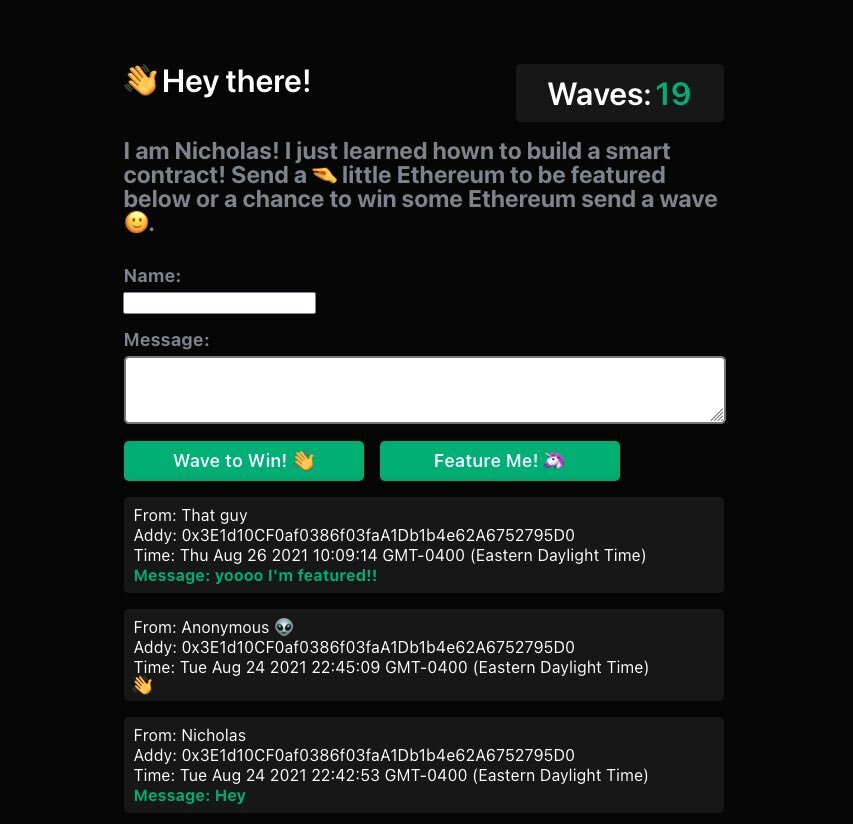 👋Hey there!
Waves: 19
I am Nicholas! I just learned hown to build a smart
contract! Send a 🤏 little Ethereum to be featured
below or a chance to win some Ethereum send a wave
🙂.
Name:
Message:
Wave to Win! 👋
Feature Me! 🦄
From: That guy
Addy: 0x3E1d10CF0af0386f03faA1Db1b4e62A6752795D0
Time: Thu Aug 26 2021 10:09:14 GMT-0400 (Eastern Daylight Time)
Message: yoooo I'm featured!!
From: Anonymous 👽
Addy: 0x3E1d10CF0af0386f03faA1Db1b4e62A6752795D0
Time: Tue Aug 24 2021 22:45:09 GMT-0400 (Eastern Daylight Time)
👋
From: Nicholas
Addy: 0x3E1d10CF0af0386f03faA1Db1b4e62A6752795D0
Time: Tue Aug 24 2021 22:42:53 GMT-0400 (Eastern Daylight Time)
Message: Hey